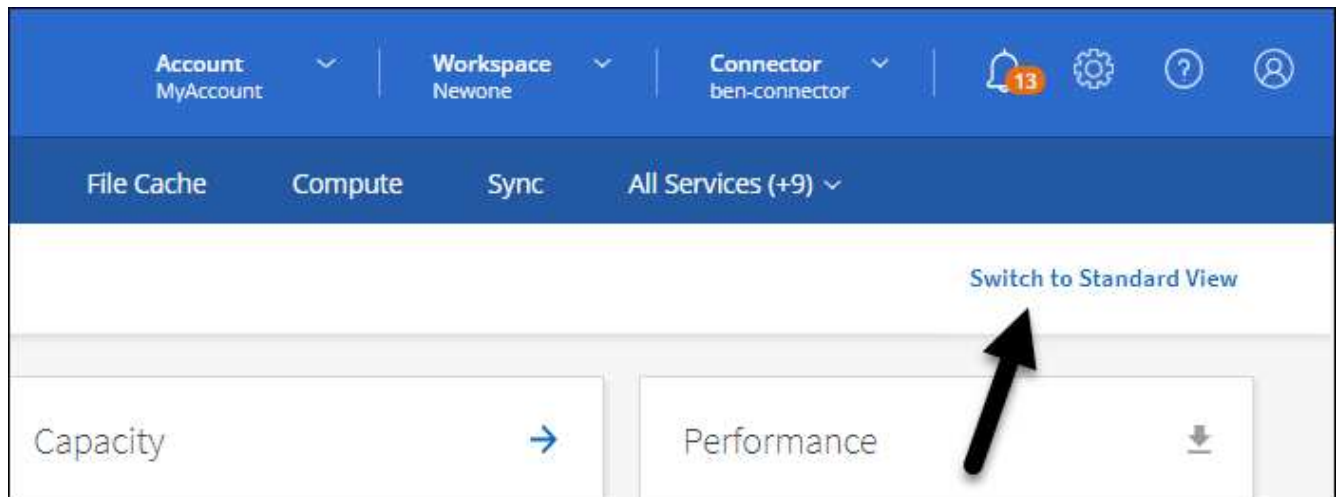 Account
MyAccount
Workspace
Newone
Connector
ben-connector
13
?
File Cache Compute Sync All Services (+9)
Switch to Standard View
Capacity
Performance